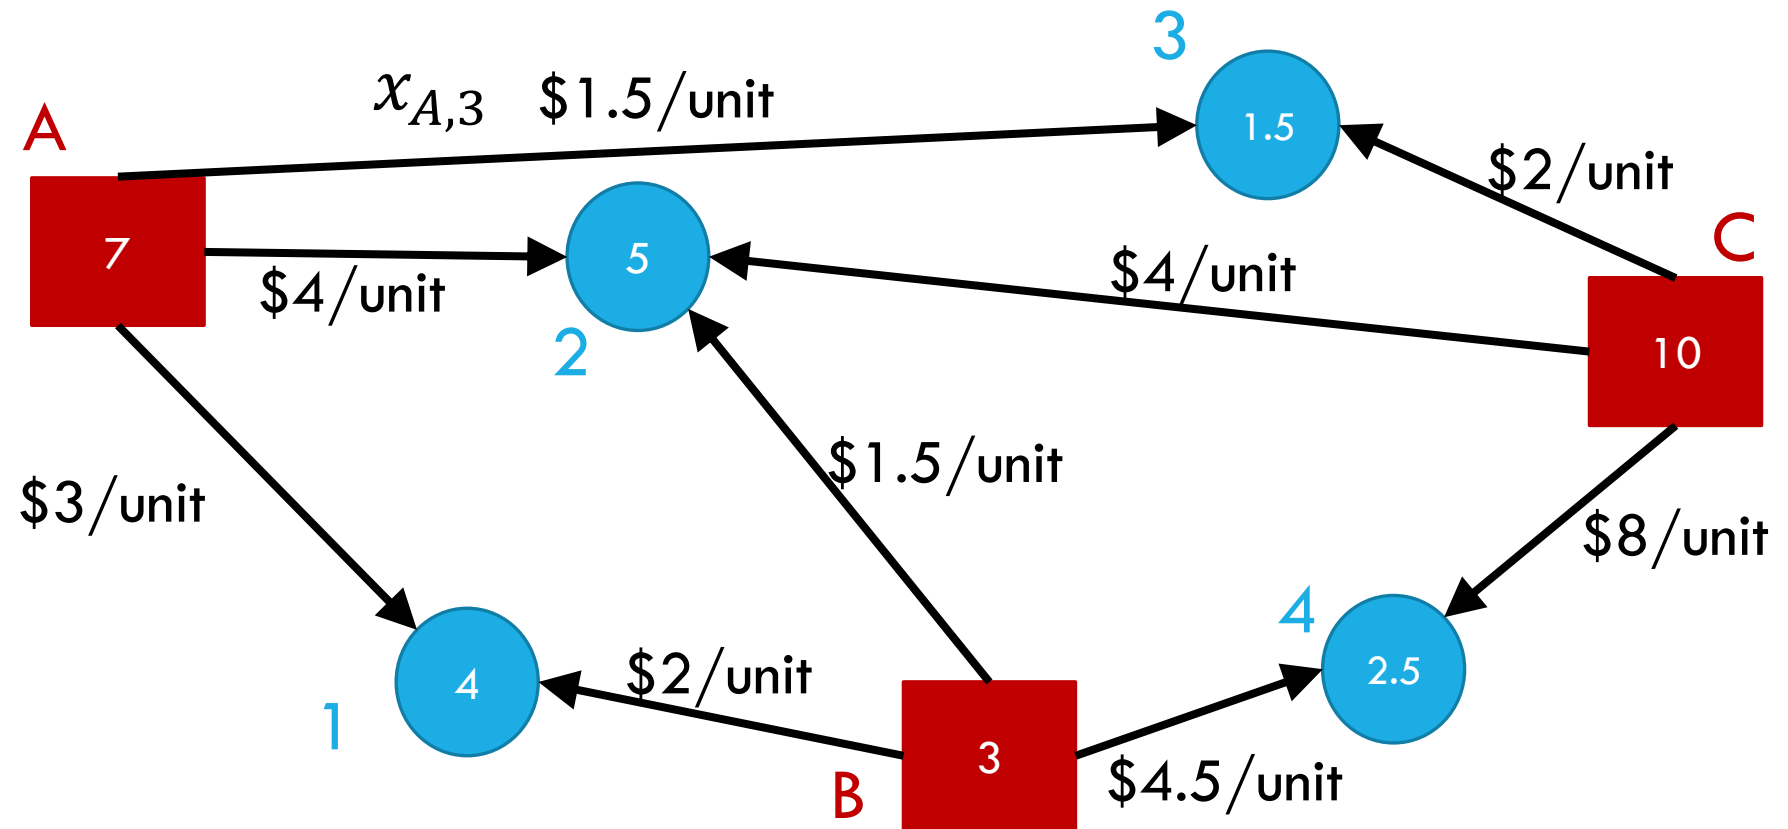 3
x_{A,3} $1.5/unit
1.5
A
$2/unit
C
7
5
$4/unit
$4/unit
2
10
$1.5/unit
$3/unit
$8/unit
4
$2/unit
4
2.5
1
3
B
$4.5/unit